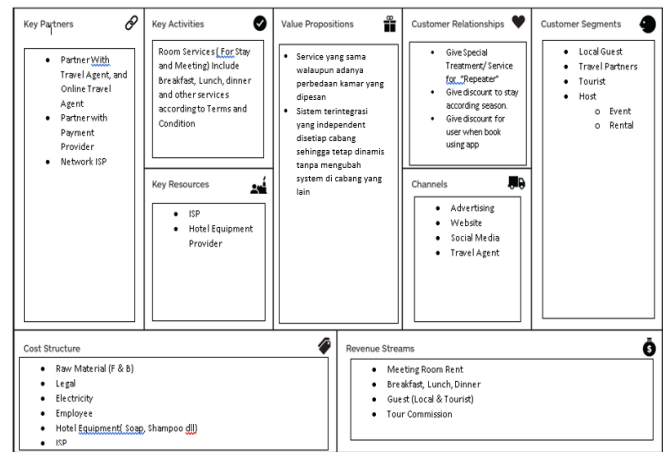 Key Partners
• Partner With
Travel Agent, and
Online Travel
Agent
• Partner with
Payment
Provider
• Network ISP
Key Activities
Room Services ( For Stay
and Meeting) Include
Breakfast, Lunch, dinner
and other services
according to Terms and
Condition
Key Resources
• ISP
• Hotel Equipment
Provider
Value Propositions
• Service yang sama
walaupun adanya
perbedaan kamar yang
dipesan
• Sistem terintegrasi
yang independent
disetiap cabang
sehingga tetap dinamis
tanpa mengubah
system di cabang yang
lain
Customer Relationships
• Give Special
Treatment/ Service
for "Repeater"
• Give discount to stay
according season.
• Give discount for
user when book
using app
Channels
• Advertising
• Website
• Social Media
• Travel Agent
Customer Segments
• Local Guest
• Travel Partners
• Tourist
• Host
o Event
o Rental
Cost Structure
• Raw Material (F & B)
• Legal
• Electricity
• Employee
• Hotel Equipment( Soap, Shampoo dll)
• ISP
Revenue Streams
• Meeting Room Rent
• Breakfast, Lunch, Dinner
• Guest (Local & Tourist)
• Tour Commission